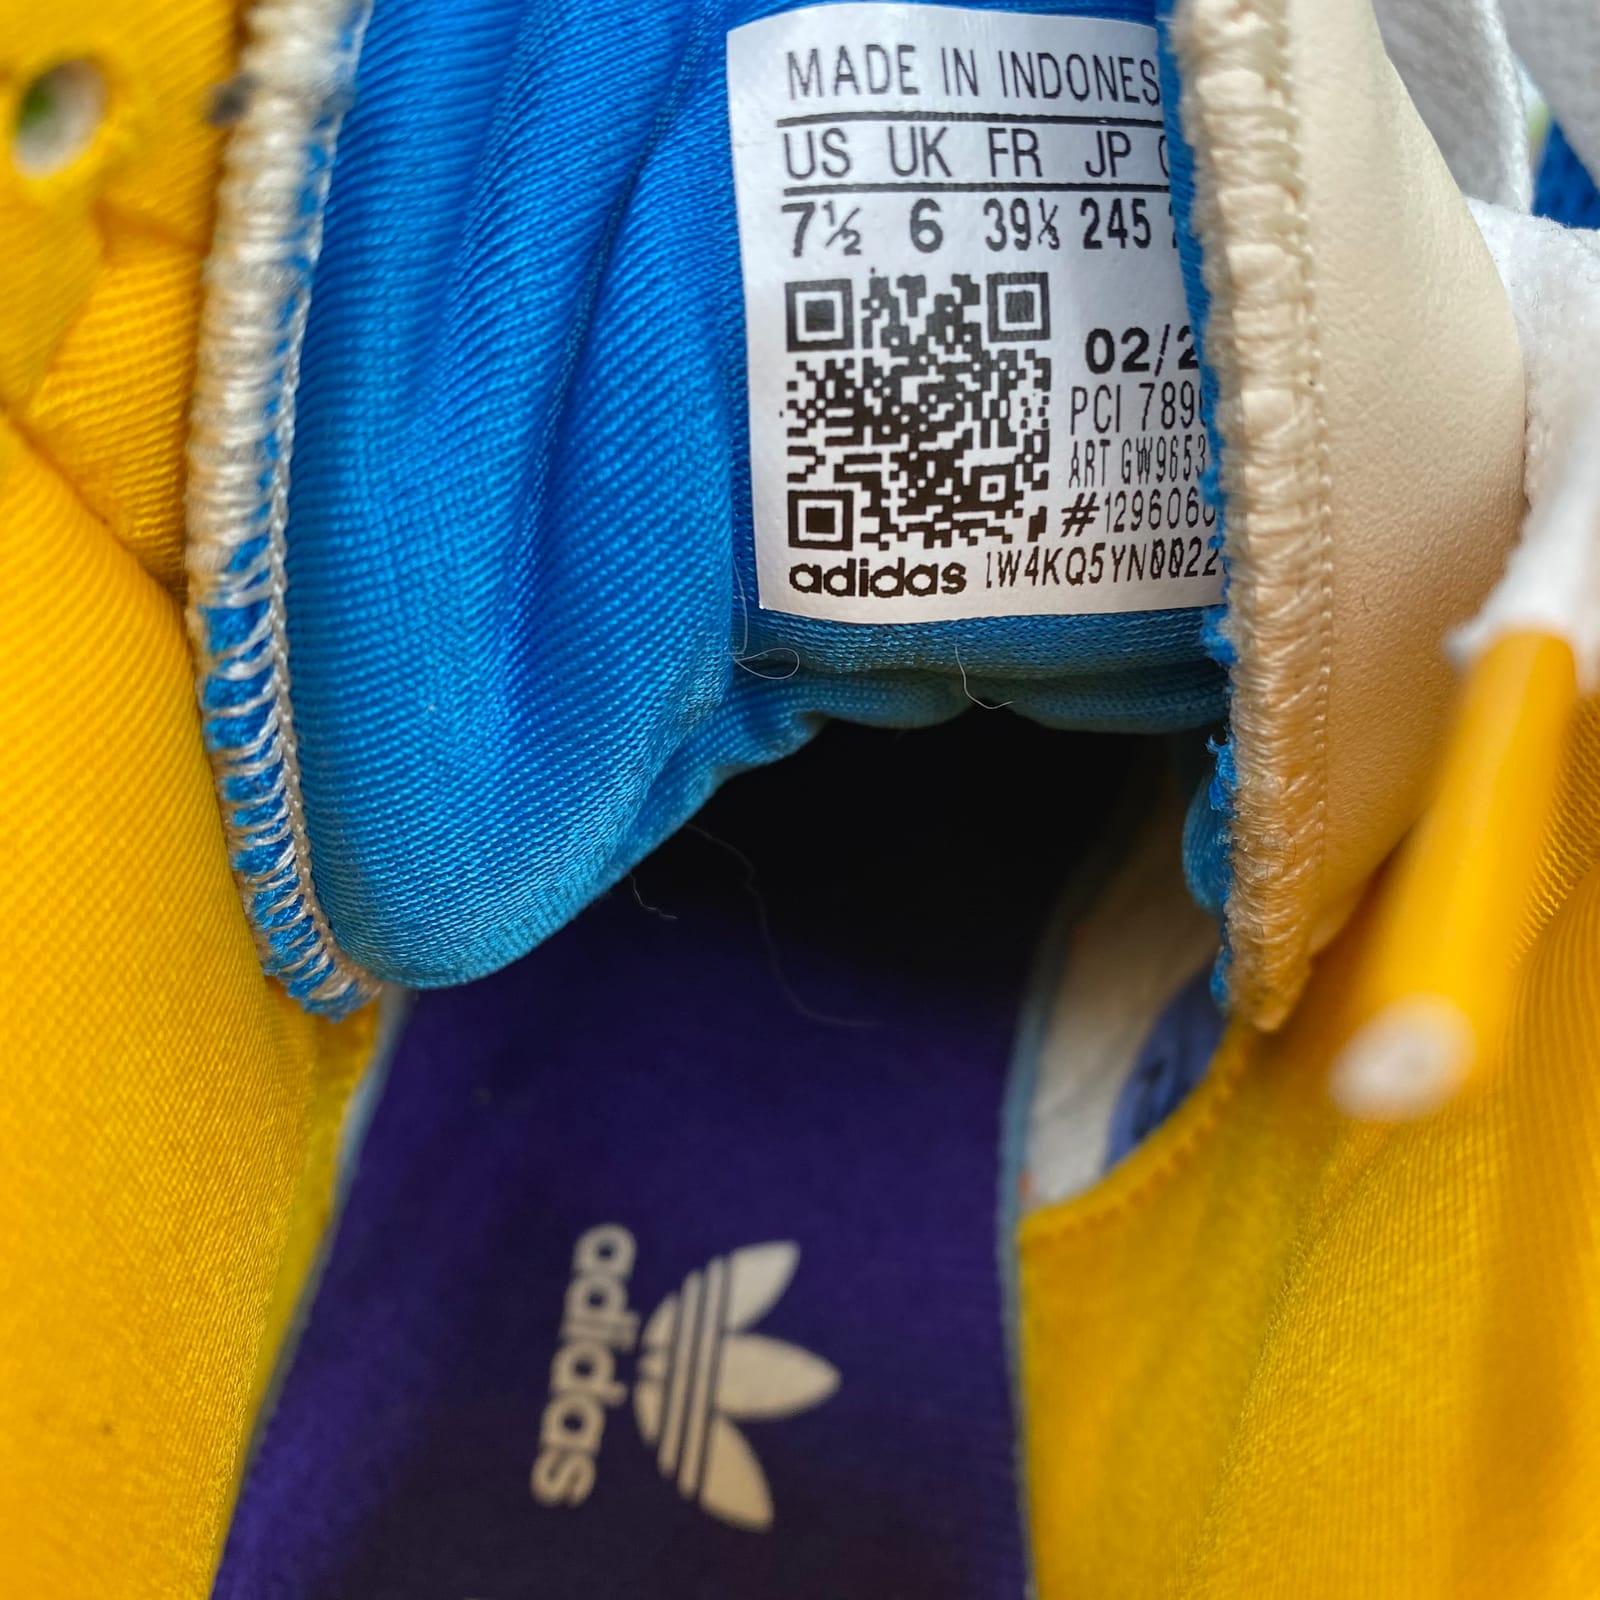 MADE IN INDONES
US UK FR JP
7½ 6 39⅓ 245
02/2
PCI 789
ART GW9653
#129606
adidas 1W4KQ5YN0022
adidas